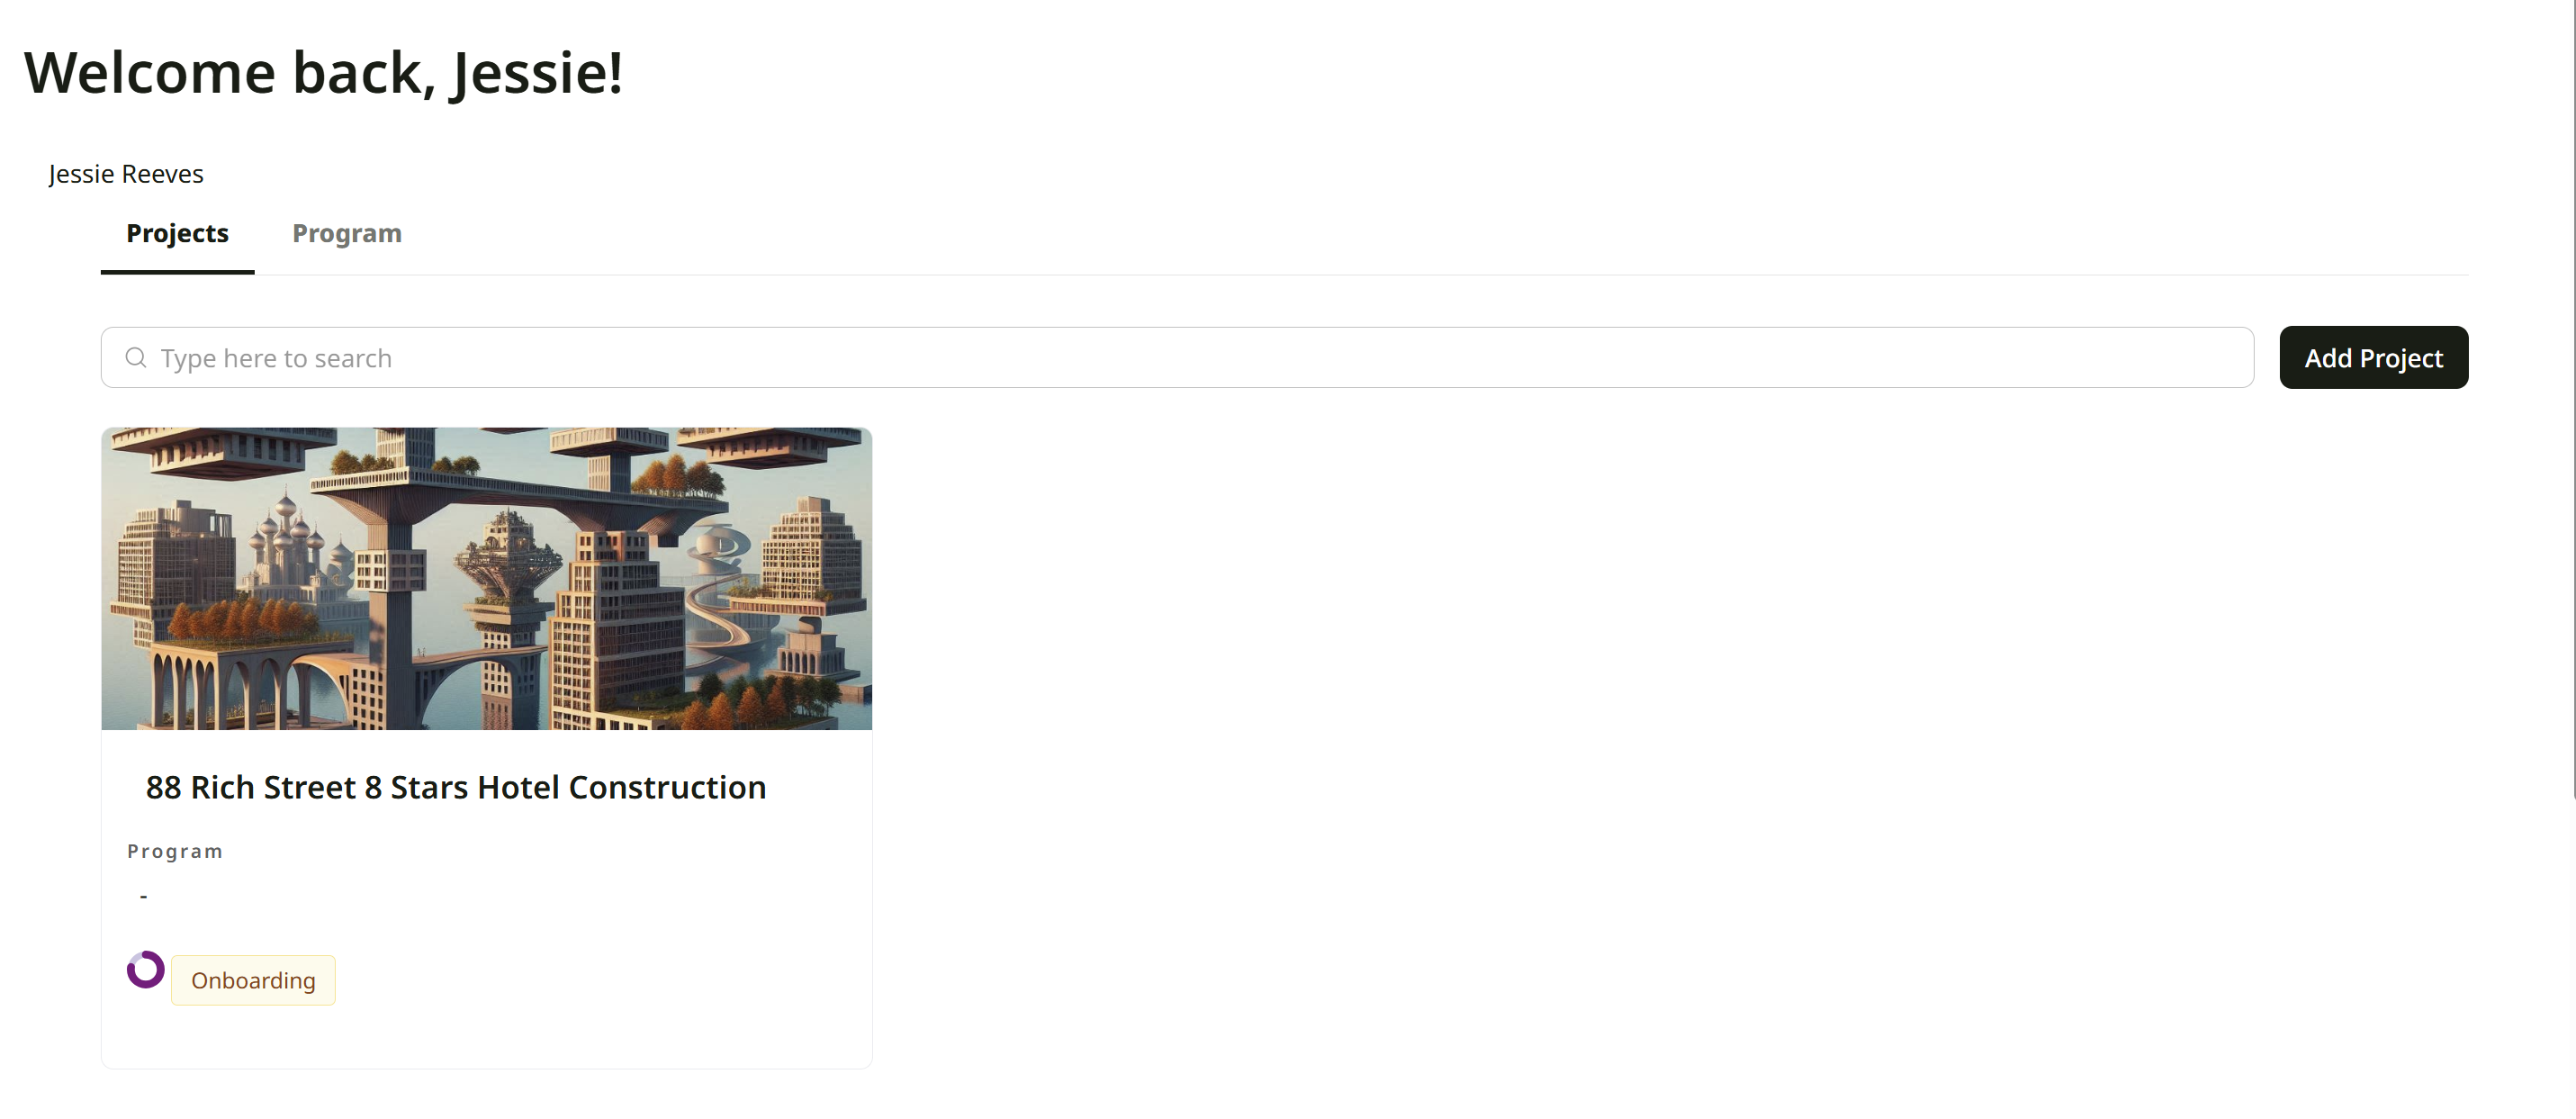 Welcome back, Jessie!
Jessie Reeves
Projects Program
Type here to search Add Project
88 Rich Street 8 Stars Hotel Construction
Program
-
Onboarding